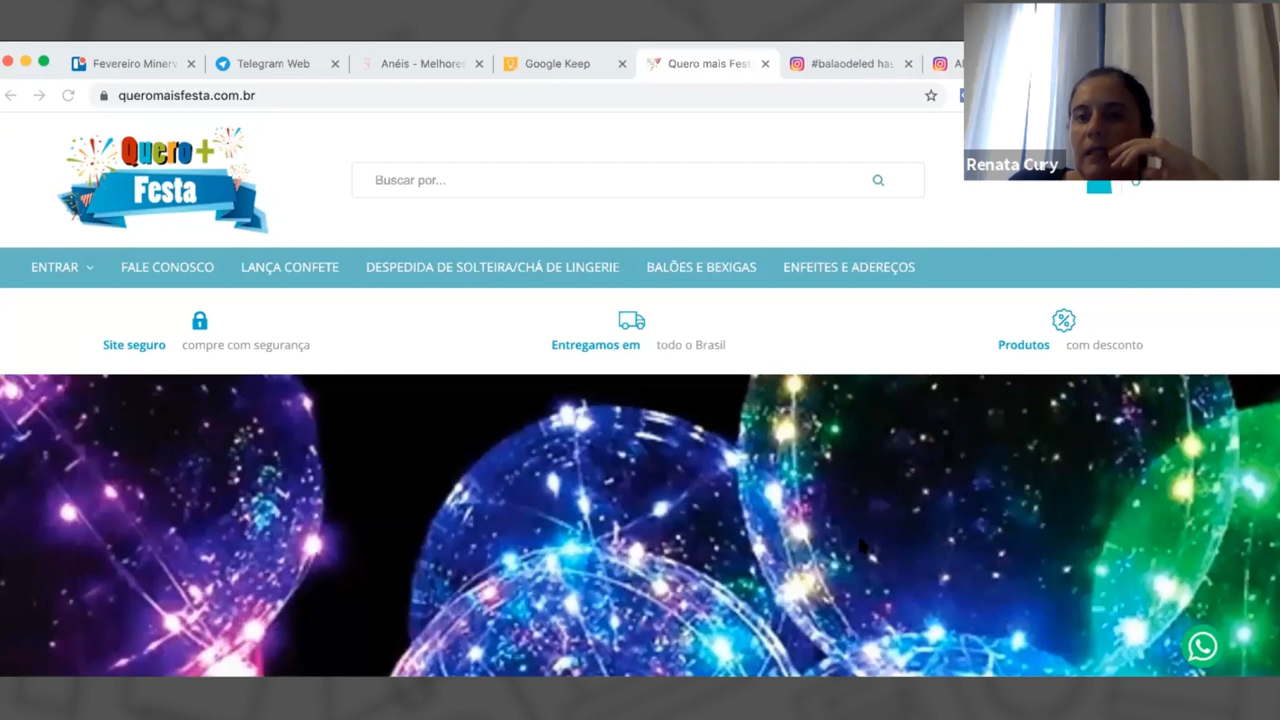 Fevereiro Minerv
Telegram Web
Anéis - Melhores
Google Keep
Quero mais Fest
#balaodeled has
queromaisfesta.com.br
Renata Cury
Quero+
Festa
Buscar por...
0
ENTRAR
FALE CONOSCO
LANÇA CONFETE
DESPEDIDA DE SOLTEIRA/CHÁ DE LINGERIE
BALÕES E BEXIGAS
ENFEITES E ADEREÇOS
Site seguro compre com segurança
Entregamos em todo o Brasil
Produtos com desconto